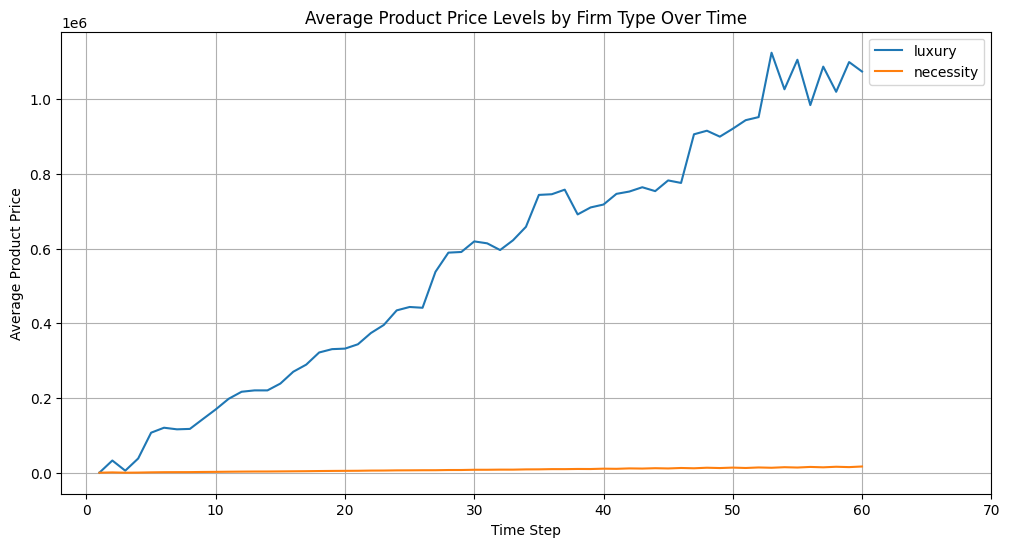 Average Product Price Levels by Firm Type Over Time
1e6
luxury
necessity
1.0
0.8
0.6
0.4
0.2
0.0
Average Product Price
0 10 20 30 40 50 60 70
Time Step